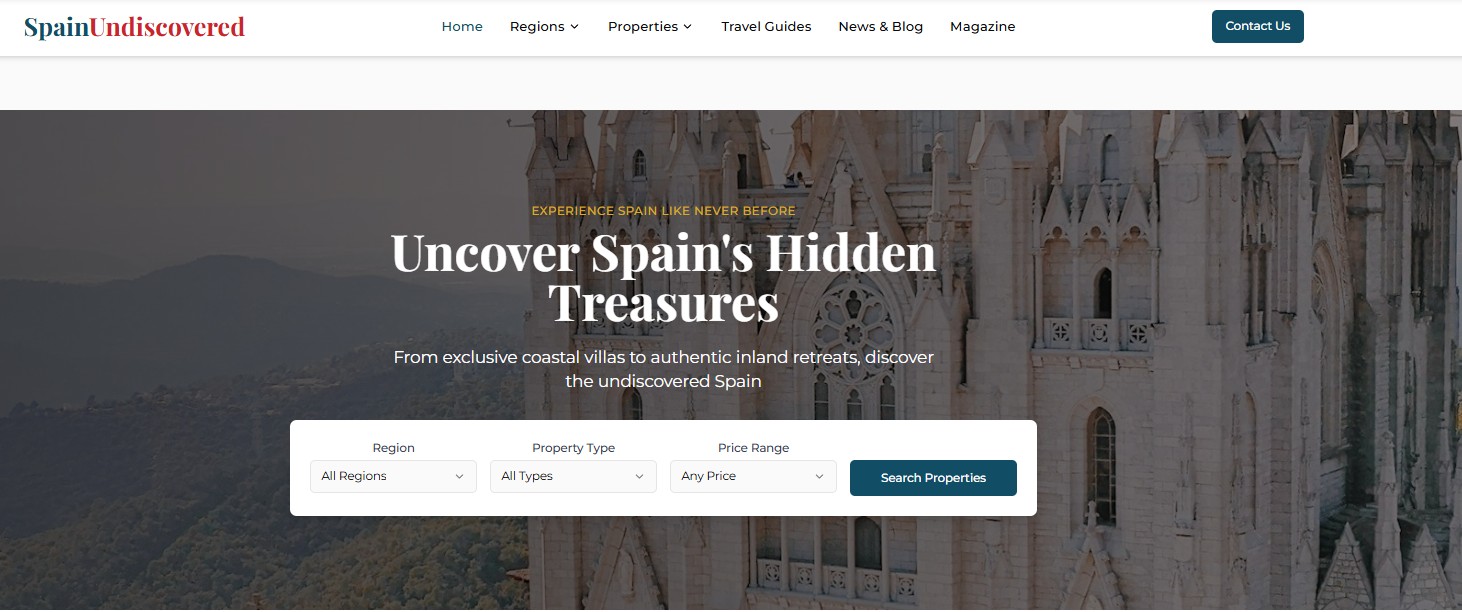 SpainUndiscovered
Home
Regions
Properties
Travel Guides
News & Blog
Magazine
Contact Us
EXPERIENCE SPAIN LIKE NEVER BEFORE
Uncover Spain's Hidden
Treasures
From exclusive coastal villas to authentic inland retreats, discover
the undiscovered Spain
Region
All Regions
Property Type
All Types
Price Range
Any Price
Search Properties